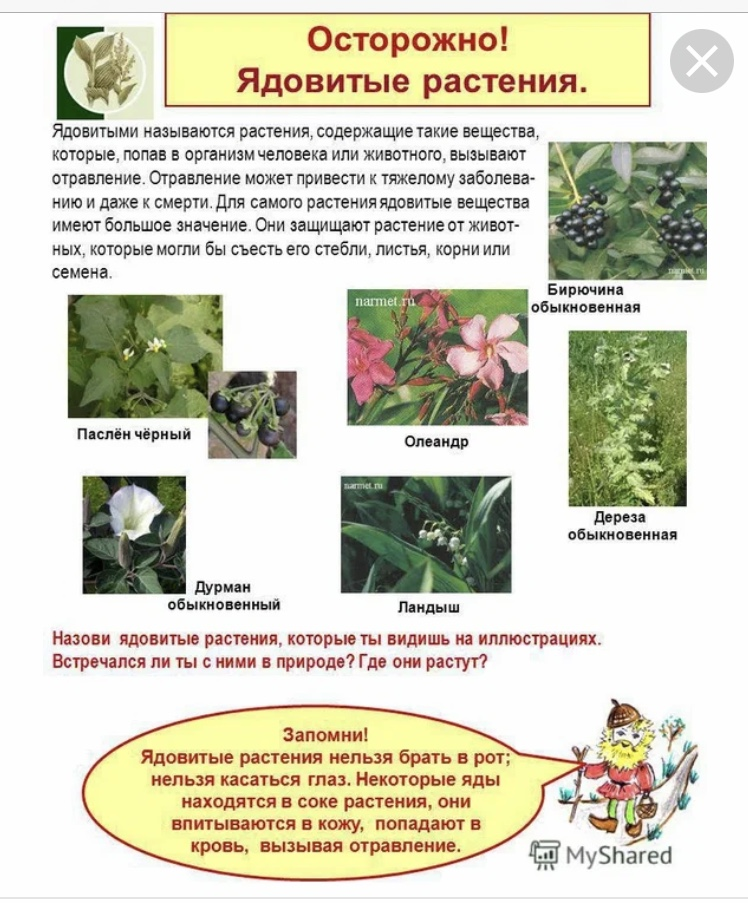 Осторожно!
Ядовитые растения.
Ядовитыми называются растения, содержащие такие вещества,
которые, попав в организм человека или животного, вызывают
отравление. Отравление может привести к тяжелому заболева-
нию и даже к смерти. Для самого растения ядовитые вещества
имеют большое значение. Они защищают растение от живот-
ных, которые могли бы съесть его стебли, листья, корни или
семена.
narmet.ru
Бирючина
обыкновенная
narmet.ru
Паслён чёрный
Олеандр
Дереза
обыкновенная
narmet.ru
Дурман
обыкновенный
Ландыш
Назови ядовитые растения, которые ты видишь на иллюстрациях.
Встречался ли ты с ними в природе? Где они растут?
Запомни!
Ядовитые растения нельзя брать в рот;
нельзя касаться глаз. Некоторые яды
находятся в соке растения, они
впитываются в кожу, попадают в
кровь, вызывая отравление.
MyShared